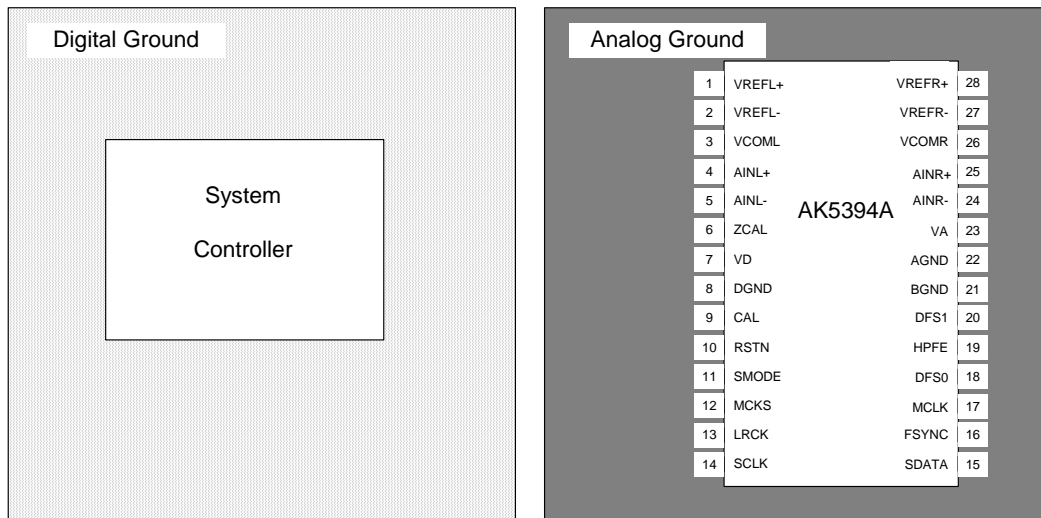 Digital Ground
System
Controller
Analog Ground
1 VREFL+ VREFR+ 28
2 VREFL- VREFR- 27
3 VCOML VCOMR 26
4 AINL+ AINR+ 25
5 AINL- AINR- 24
AK5394A
6 ZCAL VA 23
7 VD AGND 22
8 DGND BGND 21
9 CAL DFS1 20
10 RSTN HPFE 19
11 SMODE DFS0 18
12 MCKS MCLK 17
13 LRCK FSYNC 16
14 SCLK SDATA 15